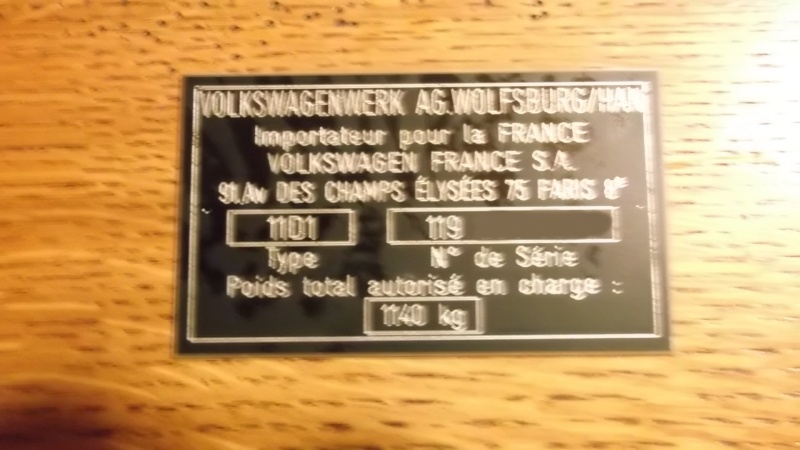 VOLKSWAGENWERK AG.WOLFSBURG/HAN
Importateur pour la FRANCE
VOLKSWAGEN FRANCE S.A.
91.Av DES CHAMPS ÉLYSÉES 75 PARIS 8e
11D1 119
Type N° de Série
Poids total autorisé en charge :
1140 kg